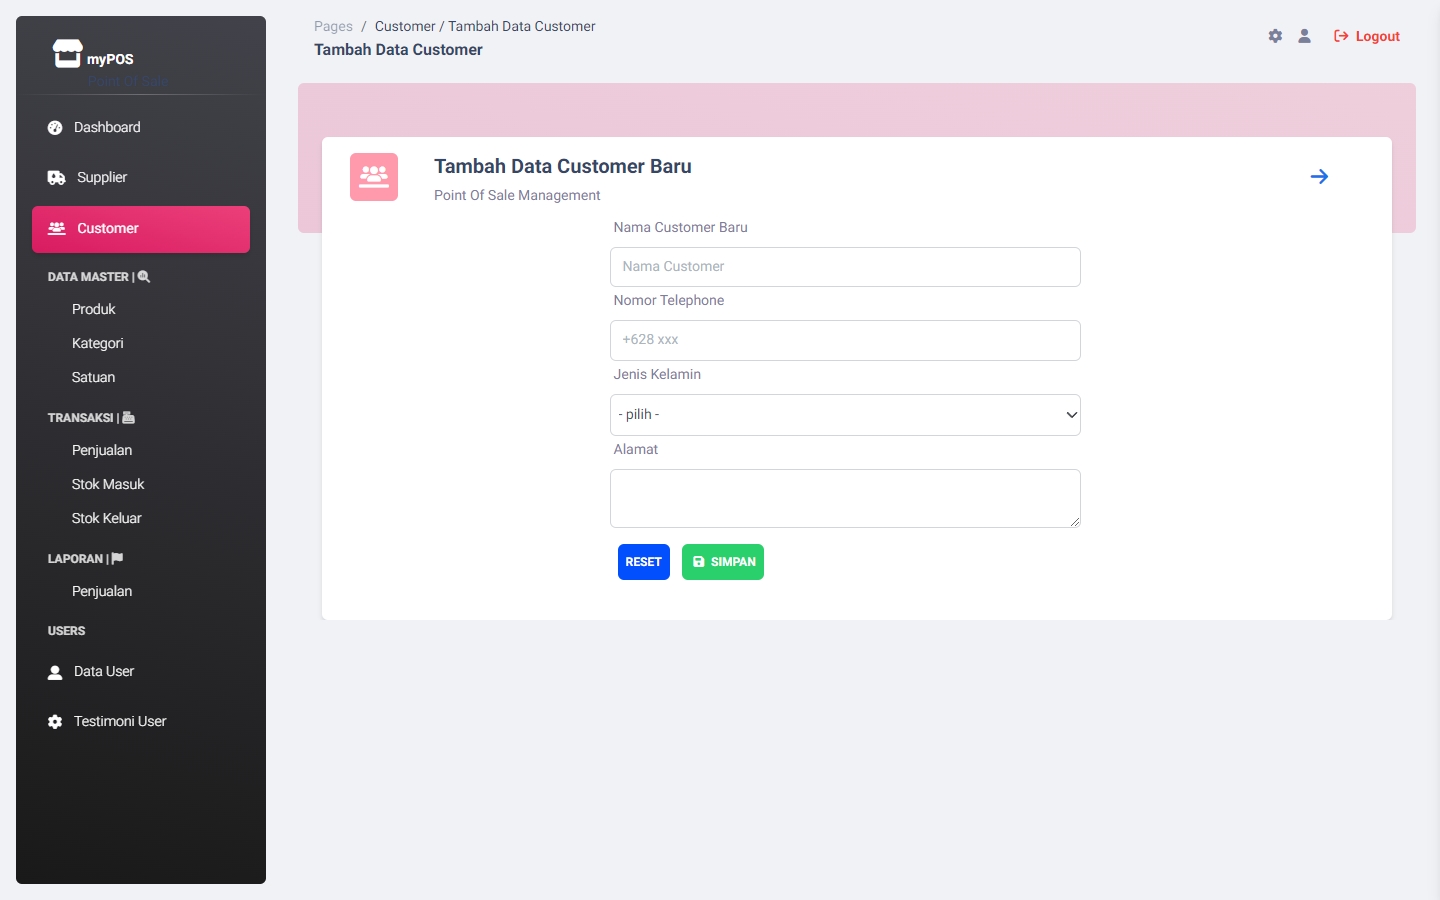 myPOS
Point Of Sale
Dashboard
Supplier
Customer
DATA MASTER |
Produk
Kategori
Satuan
TRANSAKSI |
Penjualan
Stok Masuk
Stok Keluar
LAPORAN |
Penjualan
USERS
Data User
Testimoni User
Pages / Customer / Tambah Data Customer
Tambah Data Customer
Logout
Tambah Data Customer Baru
Point Of Sale Management
Nama Customer Baru
Nama Customer
Nomor Telephone
+628 xxx
Jenis Kelamin
- pilih -
Alamat
RESET
SIMPAN